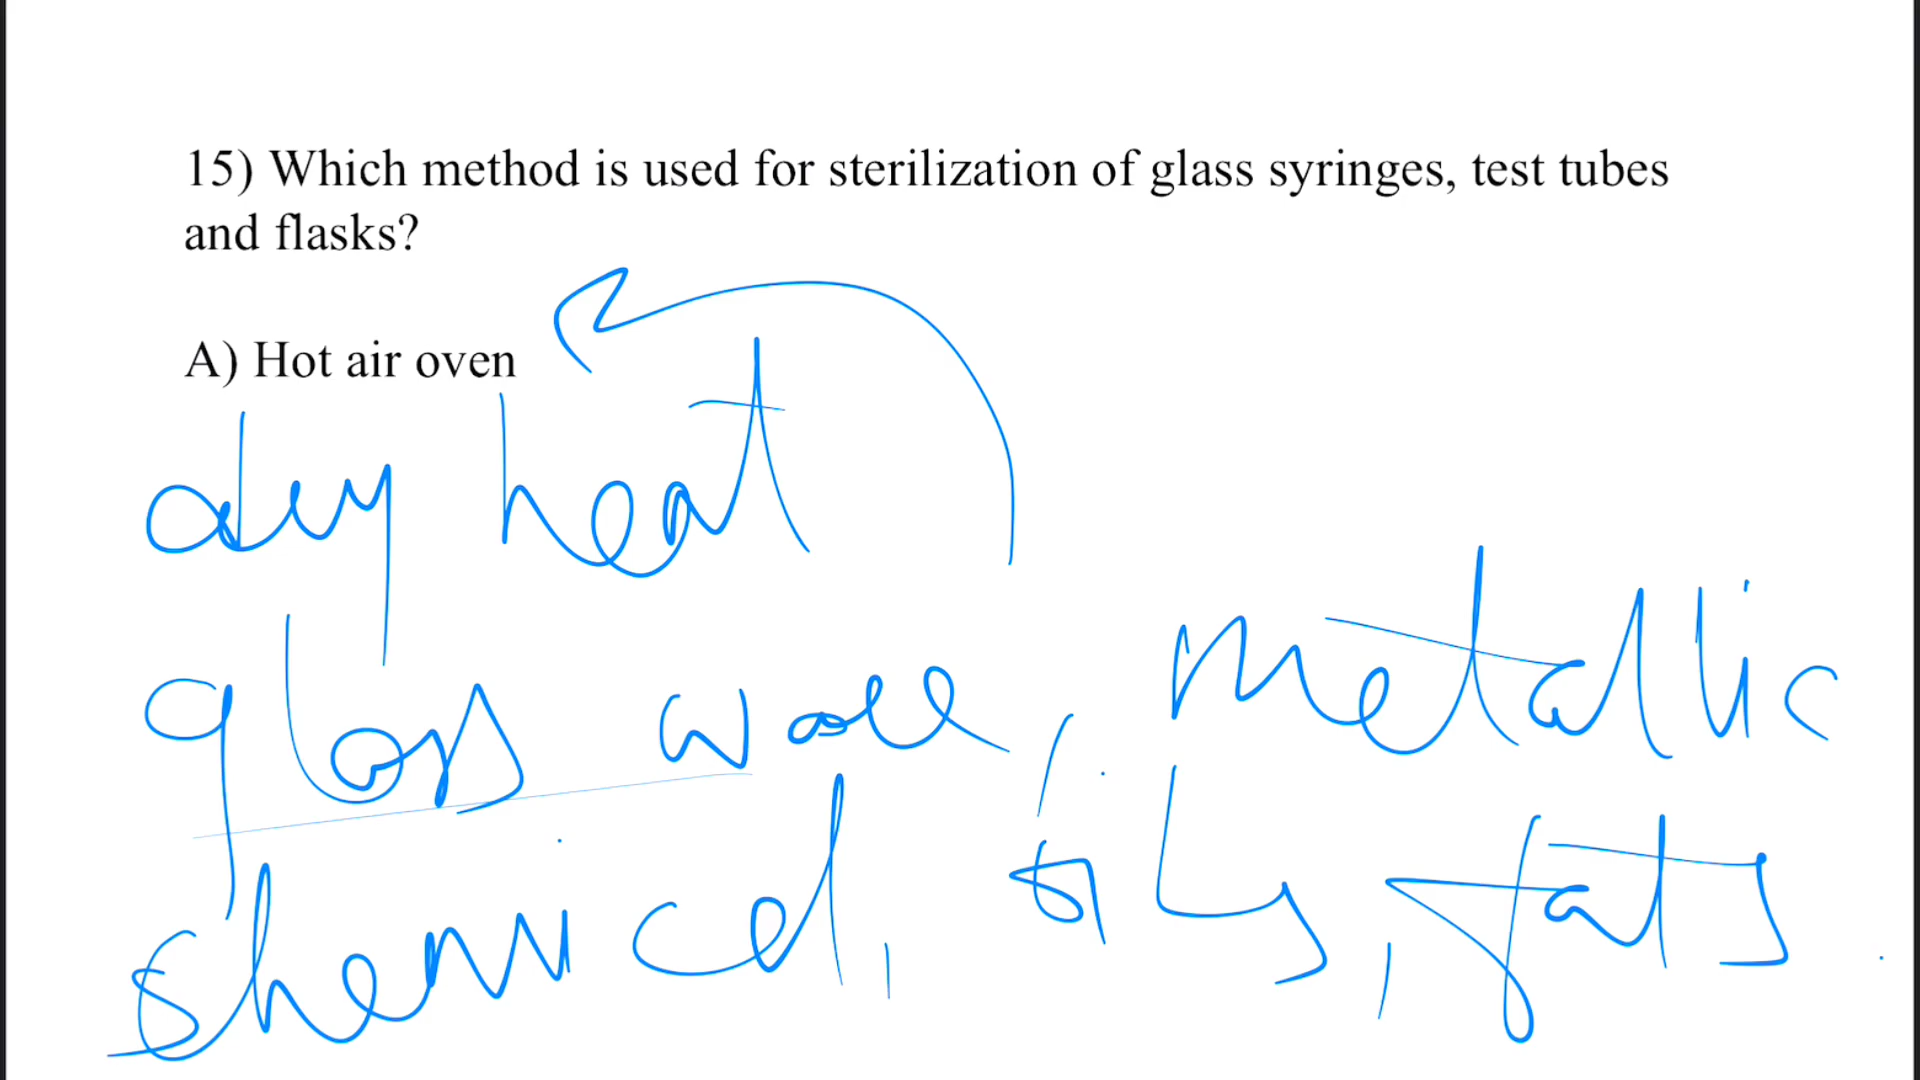 15) Which method is used for sterilization of glass syringes, test tubes
and flasks?
A) Hot air oven
dry heat
glass ware, metallic
chemical, oils, fats